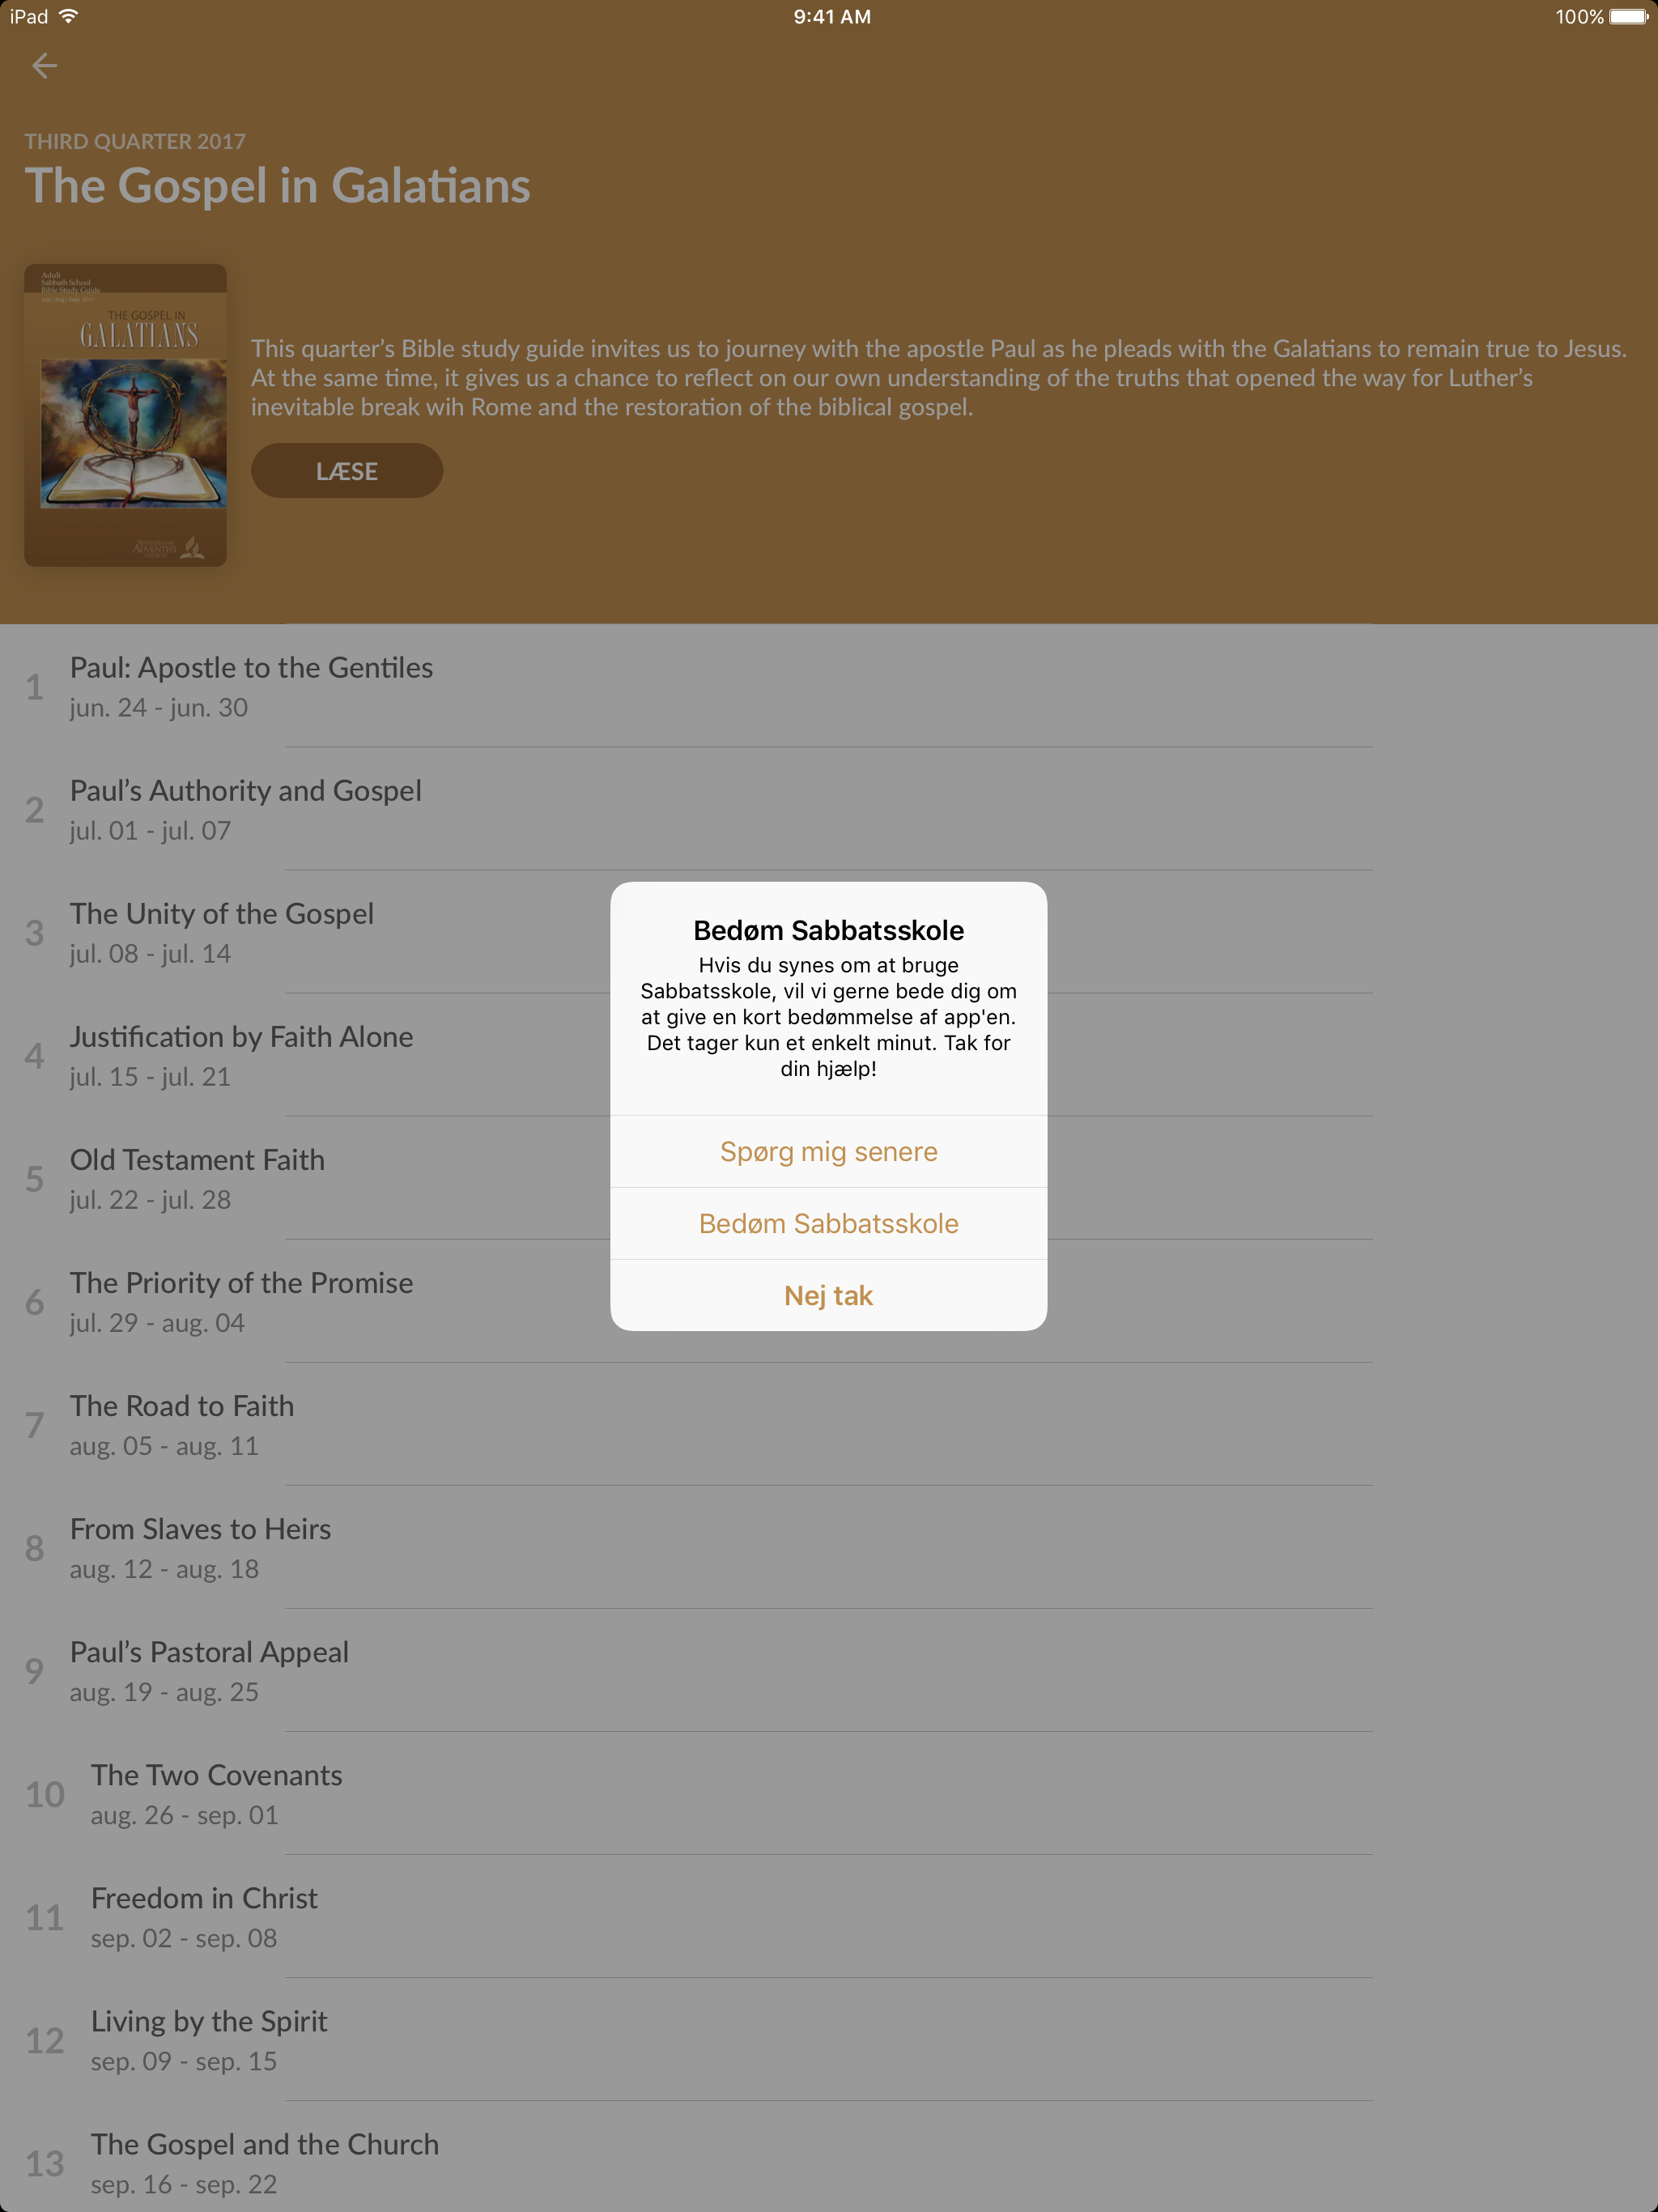 iPad
9:41 AM
100%
THIRD QUARTER 2017
The Gospel in Galatians
Adult
Sabbath School
Bible Study Guide
THE GOSPEL IN
GALATIANS
ADVENTIST
This quarter’s Bible study guide invites us to journey with the apostle Paul as he pleads with the Galatians to remain true to Jesus.
At the same time, it gives us a chance to reflect on our own understanding of the truths that opened the way for Luther’s
inevitable break wih Rome and the restoration of the biblical gospel.
LÆSE
1
Paul: Apostle to the Gentiles
jun. 24 - jun. 30
2
Paul’s Authority and Gospel
jul. 01 - jul. 07
3
The Unity of the Gospel
jul. 08 - jul. 14
4
Justification by Faith Alone
jul. 15 - jul. 21
5
Old Testament Faith
jul. 22 - jul. 28
6
The Priority of the Promise
jul. 29 - aug. 04
7
The Road to Faith
aug. 05 - aug. 11
8
From Slaves to Heirs
aug. 12 - aug. 18
9
Paul’s Pastoral Appeal
aug. 19 - aug. 25
10
The Two Covenants
aug. 26 - sep. 01
11
Freedom in Christ
sep. 02 - sep. 08
12
Living by the Spirit
sep. 09 - sep. 15
13
The Gospel and the Church
sep. 16 - sep. 22
Bedøm Sabbatsskole
Hvis du synes om at bruge
Sabbatsskole, vil vi gerne bede dig om
at give en kort bedømmelse af app'en.
Det tager kun et enkelt minut. Tak for
din hjælp!
Spørg mig senere
Bedøm Sabbatsskole
Nej tak